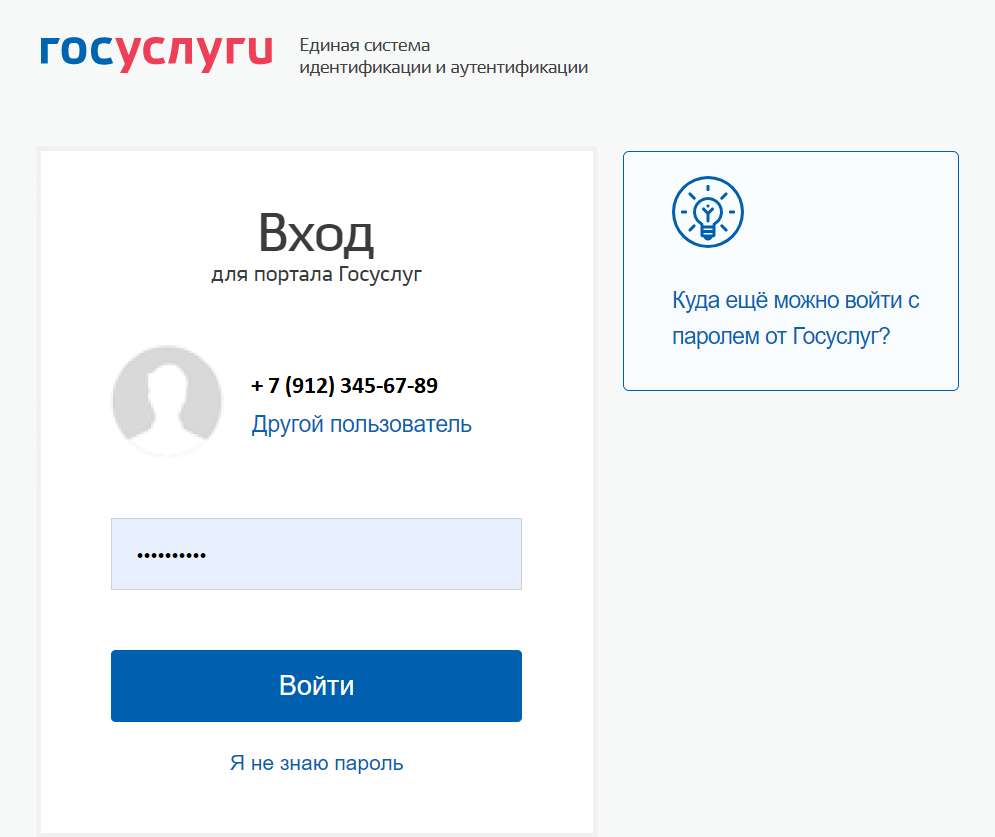 госуслуги
Единая система
идентификации и аутентификации
Вход
для портала Госуслуг
+ 7 (912) 345-67-89
Другой пользователь
••••••••••
Войти
Я не знаю пароль
Куда ещё можно войти с
паролем от Госуслуг?